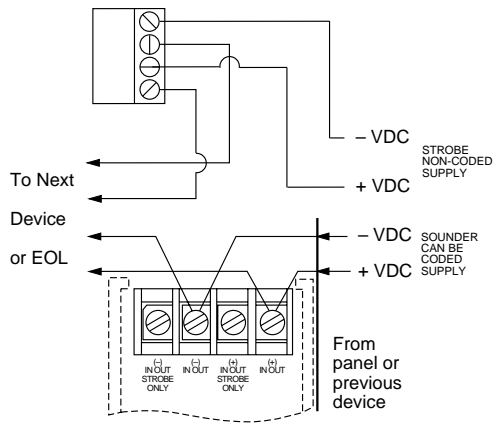 – VDC
STROBE
NON-CODED
SUPPLY
+ VDC
To Next
Device
or EOL
– VDC
+ VDC
SOUNDER
CAN BE
CODED
SUPPLY
(–)
IN OUT
STROBE
ONLY
(–)
IN OUT
(+)
IN OUT
STROBE
ONLY
(+)
IN OUT
From
panel or
previous
device